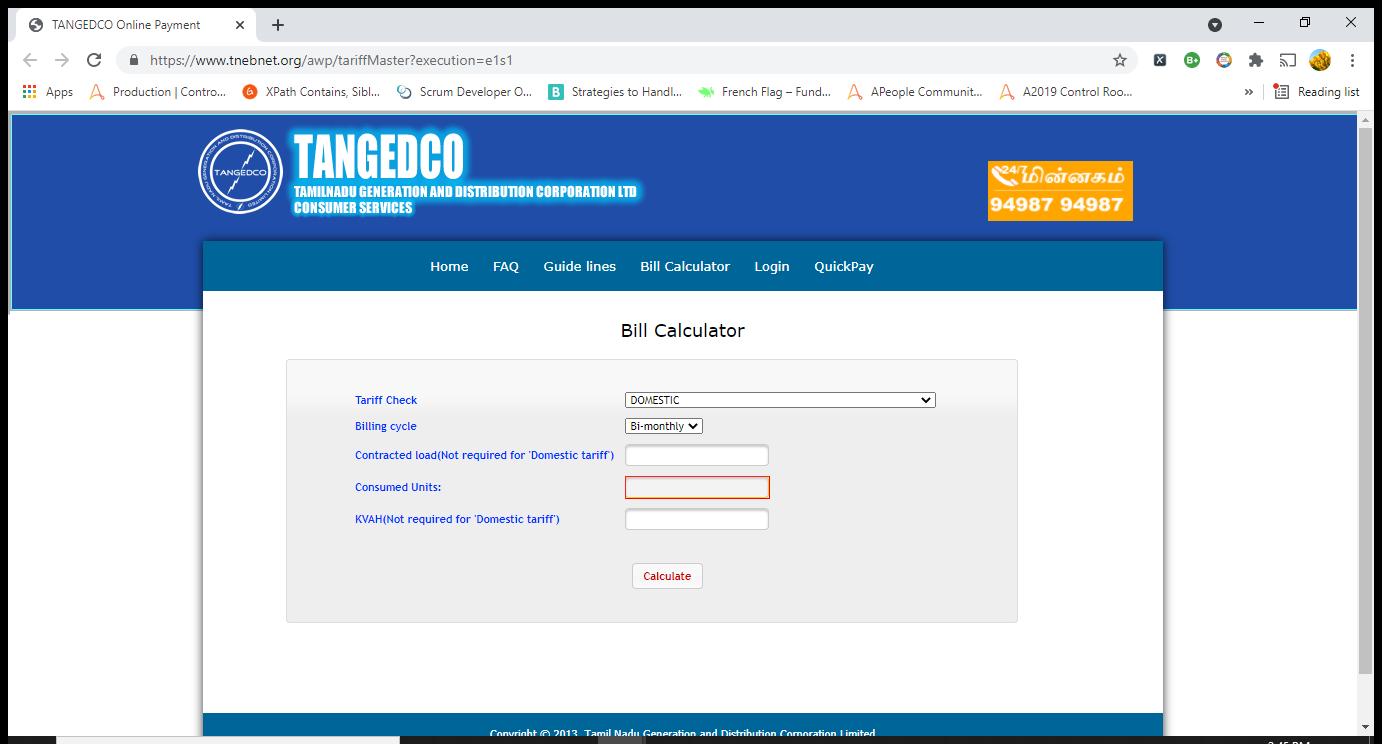 TANGEDCO Online Payment
https://www.tnebnet.org/awp/tariffMaster?execution=e1s1
Apps Production | Contro... XPath Contains, Sibl... Scrum Developer O... B Strategies to Handl... French Flag – Fund... APeople Communit... A2019 Control Roo... » Reading list
TANGEDCO
TANGEDCO
TAMILNADU GENERATION AND DISTRIBUTION CORPORATION LTD
CONSUMER SERVICES
24/7 மின்னகம்
94987 94987
Home FAQ Guide lines Bill Calculator Login QuickPay
Bill Calculator
Tariff Check DOMESTIC
Billing cycle Bi-monthly
Contracted load(Not required for 'Domestic tariff')
Consumed Units:
KVAH(Not required for 'Domestic tariff')
Calculate
Copyright © 2013, Tamil Nadu Generation and Distribution Corporation Limited